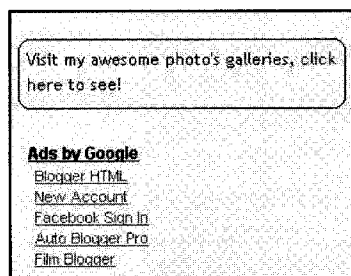 Visit my awesome photo's galleries, click
here to see!
Ads by Google
Blogger HTML
New Account
Facebook Sign In
Auto Blogger Pro
Film Blogger